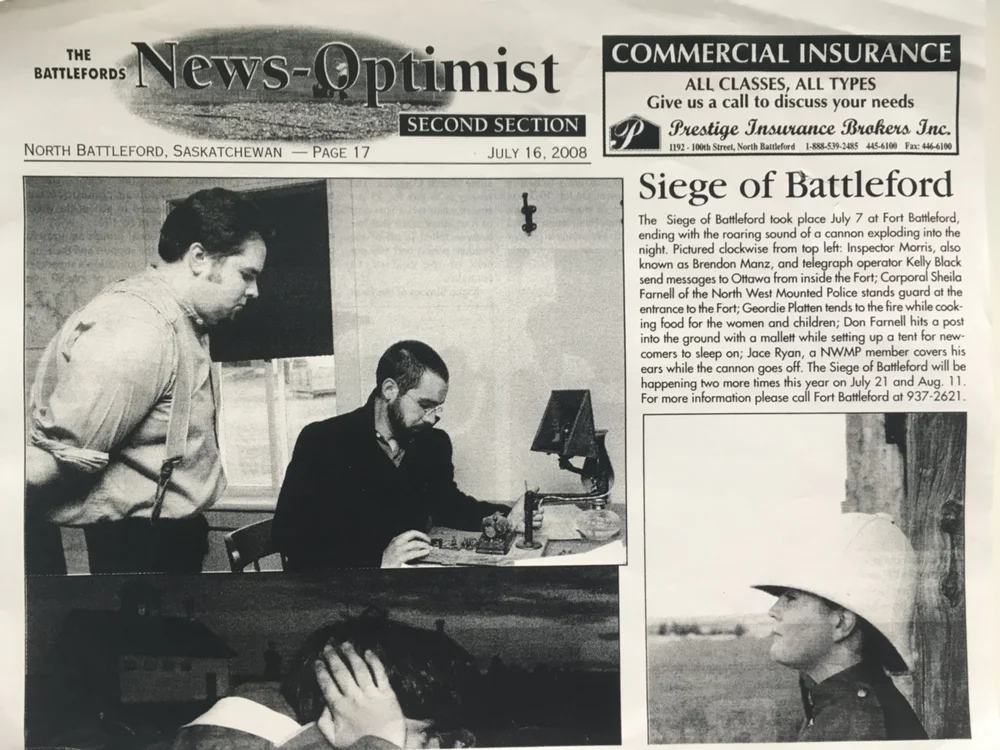 THE
BATTLEFORDS
News-Optimist
SECOND SECTION
NORTH BATTLEFORD, SASKATCHEWAN — PAGE 17
JULY 16, 2008
COMMERCIAL INSURANCE
ALL CLASSES, ALL TYPES
Give us a call to discuss your needs
P
Prestige Insurance Brokers Inc.
1192 - 100th Street, North Battleford 1-888-539-2485 445-6100 Fax: 446-6100
Siege of Battleford
The Siege of Battleford took place July 7 at Fort Battleford,
ending with the roaring sound of a cannon exploding into the
night. Pictured clockwise from top left: Inspector Morris, also
known as Brendon Manz, and telegraph operator Kelly Black
send messages to Ottawa from inside the Fort; Corporal Sheila
Farnell of the North West Mounted Police stands guard at the
entrance to the Fort; Geordie Platten tends to the fire while cook-
ing food for the women and children; Don Farnell hits a post
into the ground with a mallett while setting up a tent for new-
comers to sleep on; Jace Ryan, a NWMP member covers his
ears while the cannon goes off. The Siege of Battleford will be
happening two more times this year on July 21 and Aug. 11.
For more information please call Fort Battleford at 937-2621.